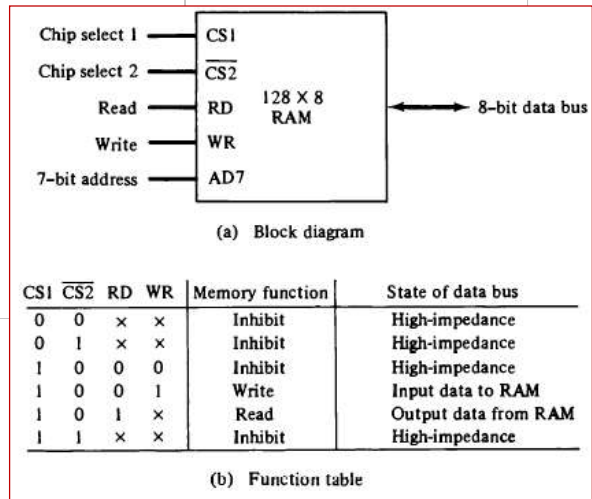 Chip select 1 CS1
Chip select 2 C̅S̅2̅
Read RD 128 × 8 8-bit data bus
RAM
Write WR
7-bit address AD7
(a) Block diagram
CS1 C̅S̅2̅ RD WR Memory function State of data bus
0 0 × × Inhibit High-impedance
0 1 × × Inhibit High-impedance
1 0 0 0 Inhibit High-impedance
1 0 0 1 Write Input data to RAM
1 0 1 × Read Output data from RAM
1 1 × × Inhibit High-impedance
(b) Function table